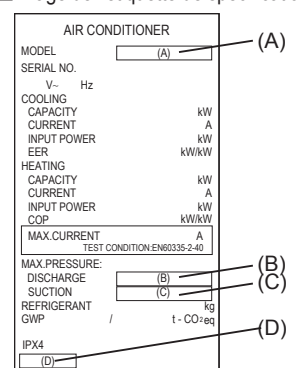 AIR CONDITIONER
MODEL (A) (A)
SERIAL NO.
V~ Hz
COOLING
CAPACITY kW
CURRENT A
INPUT POWER kW
EER kW/kW
HEATING
CAPACITY kW
CURRENT A
INPUT POWER kW
COP kW/kW
MAX.CURRENT A
TEST CONDITION:EN60335-2-40
MAX.PRESSURE:
DISCHARGE (B) (B)
SUCTION (C) (C)
REFRIGERANT kg
GWP / t - CO2eq
(D)
IPX4
(D)